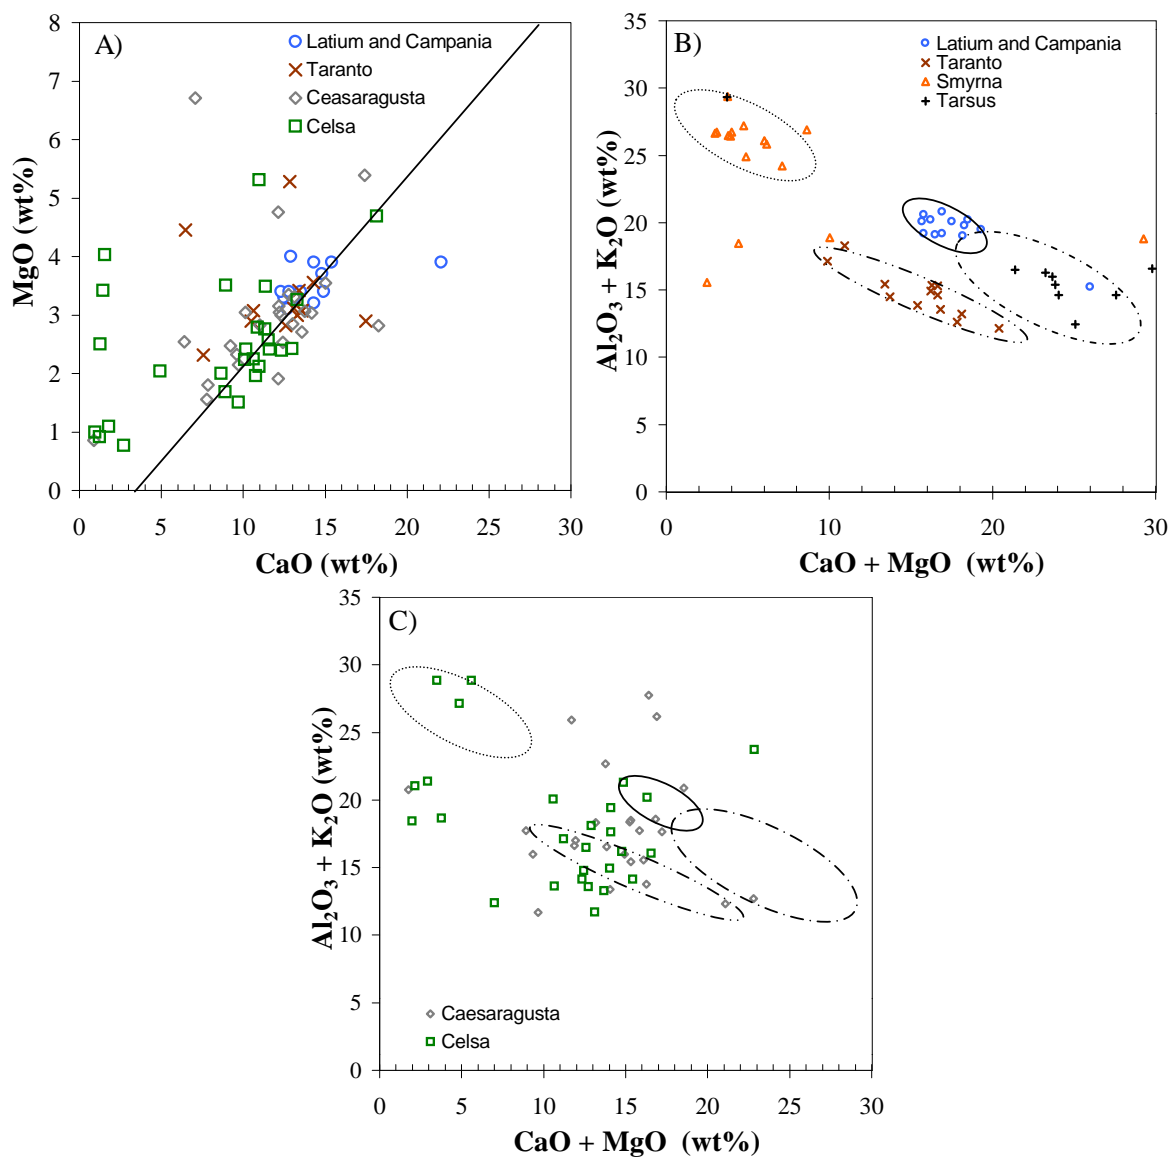 A)
Latium and Campania
Taranto
Ceasaragusta
Celsa
MgO (wt%)
8
7
6
5
4
3
2
1
0
0 5 10 15 20 25 30
CaO (wt%)
B)
Latium and Campania
Taranto
Smyrna
Tarsus
Al₂O₃ + K₂O (wt%)
35
30
25
20
15
10
5
0
0 10 20 30
CaO + MgO (wt%)
C)
Al₂O₃ + K₂O (wt%)
35
30
25
20
15
10
5
0
Caesaragusta
Celsa
0 5 10 15 20 25 30
CaO + MgO (wt%)